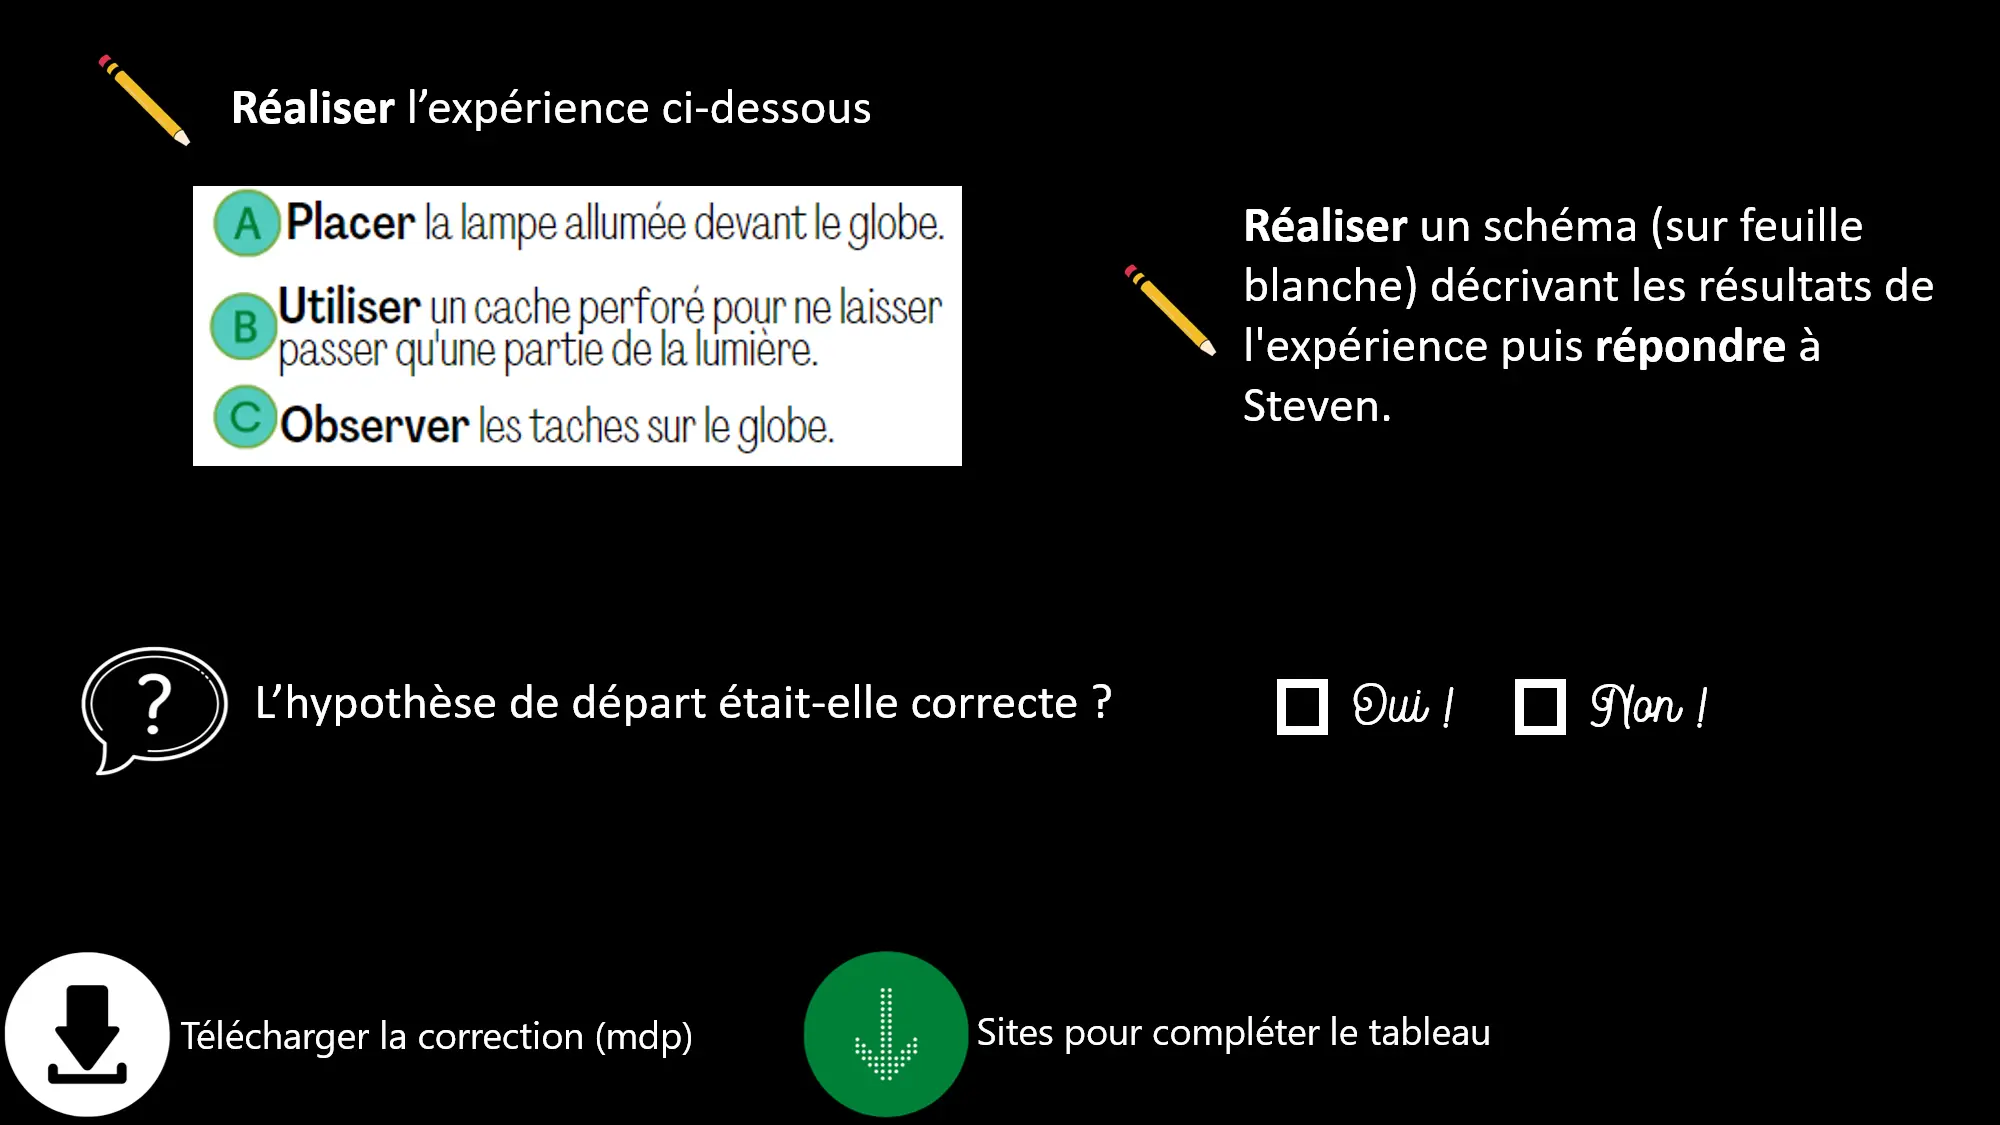 Réaliser l’expérience ci-dessous
A Placer la lampe allumée devant le globe.
B Utiliser un cache perforé pour ne laisser
passer qu'une partie de la lumière.
C Observer les taches sur le globe.
Réaliser un schéma (sur feuille
blanche) décrivant les résultats de
l'expérience puis répondre à
Steven.
? L’hypothèse de départ était-elle correcte ?
Oui ! Non !
Télécharger la correction (mdp)
Sites pour compléter le tableau